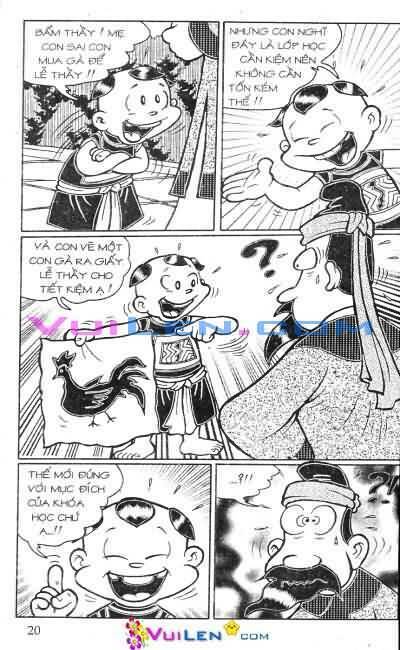 BẨM THẦY! MẸ
CON SAI CON
MUA GÀ ĐỂ
LỄ THẦY!!
NHƯNG CON NGHĨ
ĐÂY LÀ LỚP HỌC
CẦN KIỆM NÊN
KHÔNG CẦN
TỐN KÉM
THẾ!!
VÀ CON VẼ MỘT
CON GÀ RA GIẤY
LỄ THẦY CHO
TIẾT KIỆM Ạ!
?
VUILEN.COM
THẾ MỚI ĐÚNG
VỚI MỤC ĐÍCH
CỦA KHÓA
HỌC CHỨ
Ạ...!!
...?!!
?!
20
VUILEN.COM